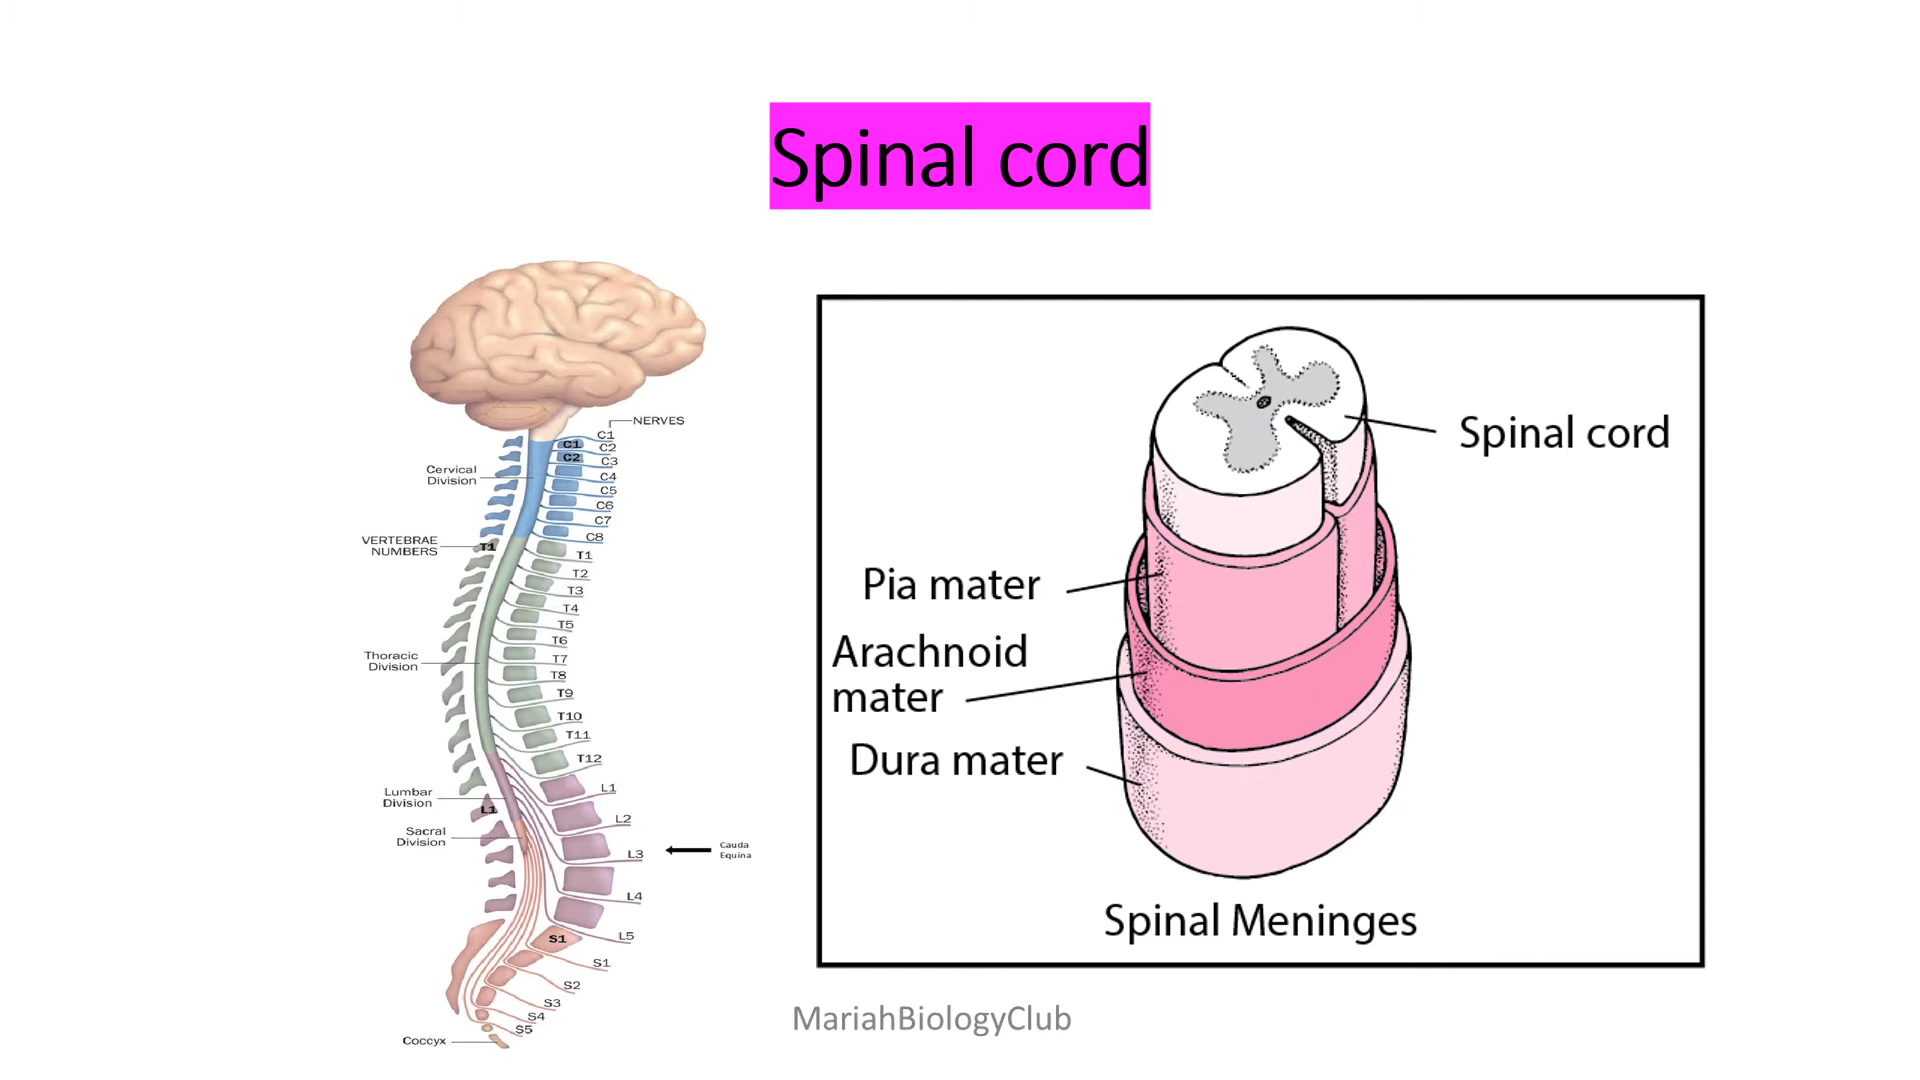 Spinal cord
NERVES
C1
C1
C2
C2
C3
C4
C5
C6
C7
C8
Cervical
Division
VERTEBRAE
NUMBERS
T1
T1
T2
T3
T4
T5
T6
T7
T8
T9
T10
T11
T12
Thoracic
Division
Lumbar
Division
L1
L1
L2
L3
L4
L5
Sacral
Division
Cauda
Equina
S1
S1
S2
S3
S4
S5
Coccyx
Spinal cord
Pia mater
Arachnoid
mater
Dura mater
Spinal Meninges
MariahBiologyClub